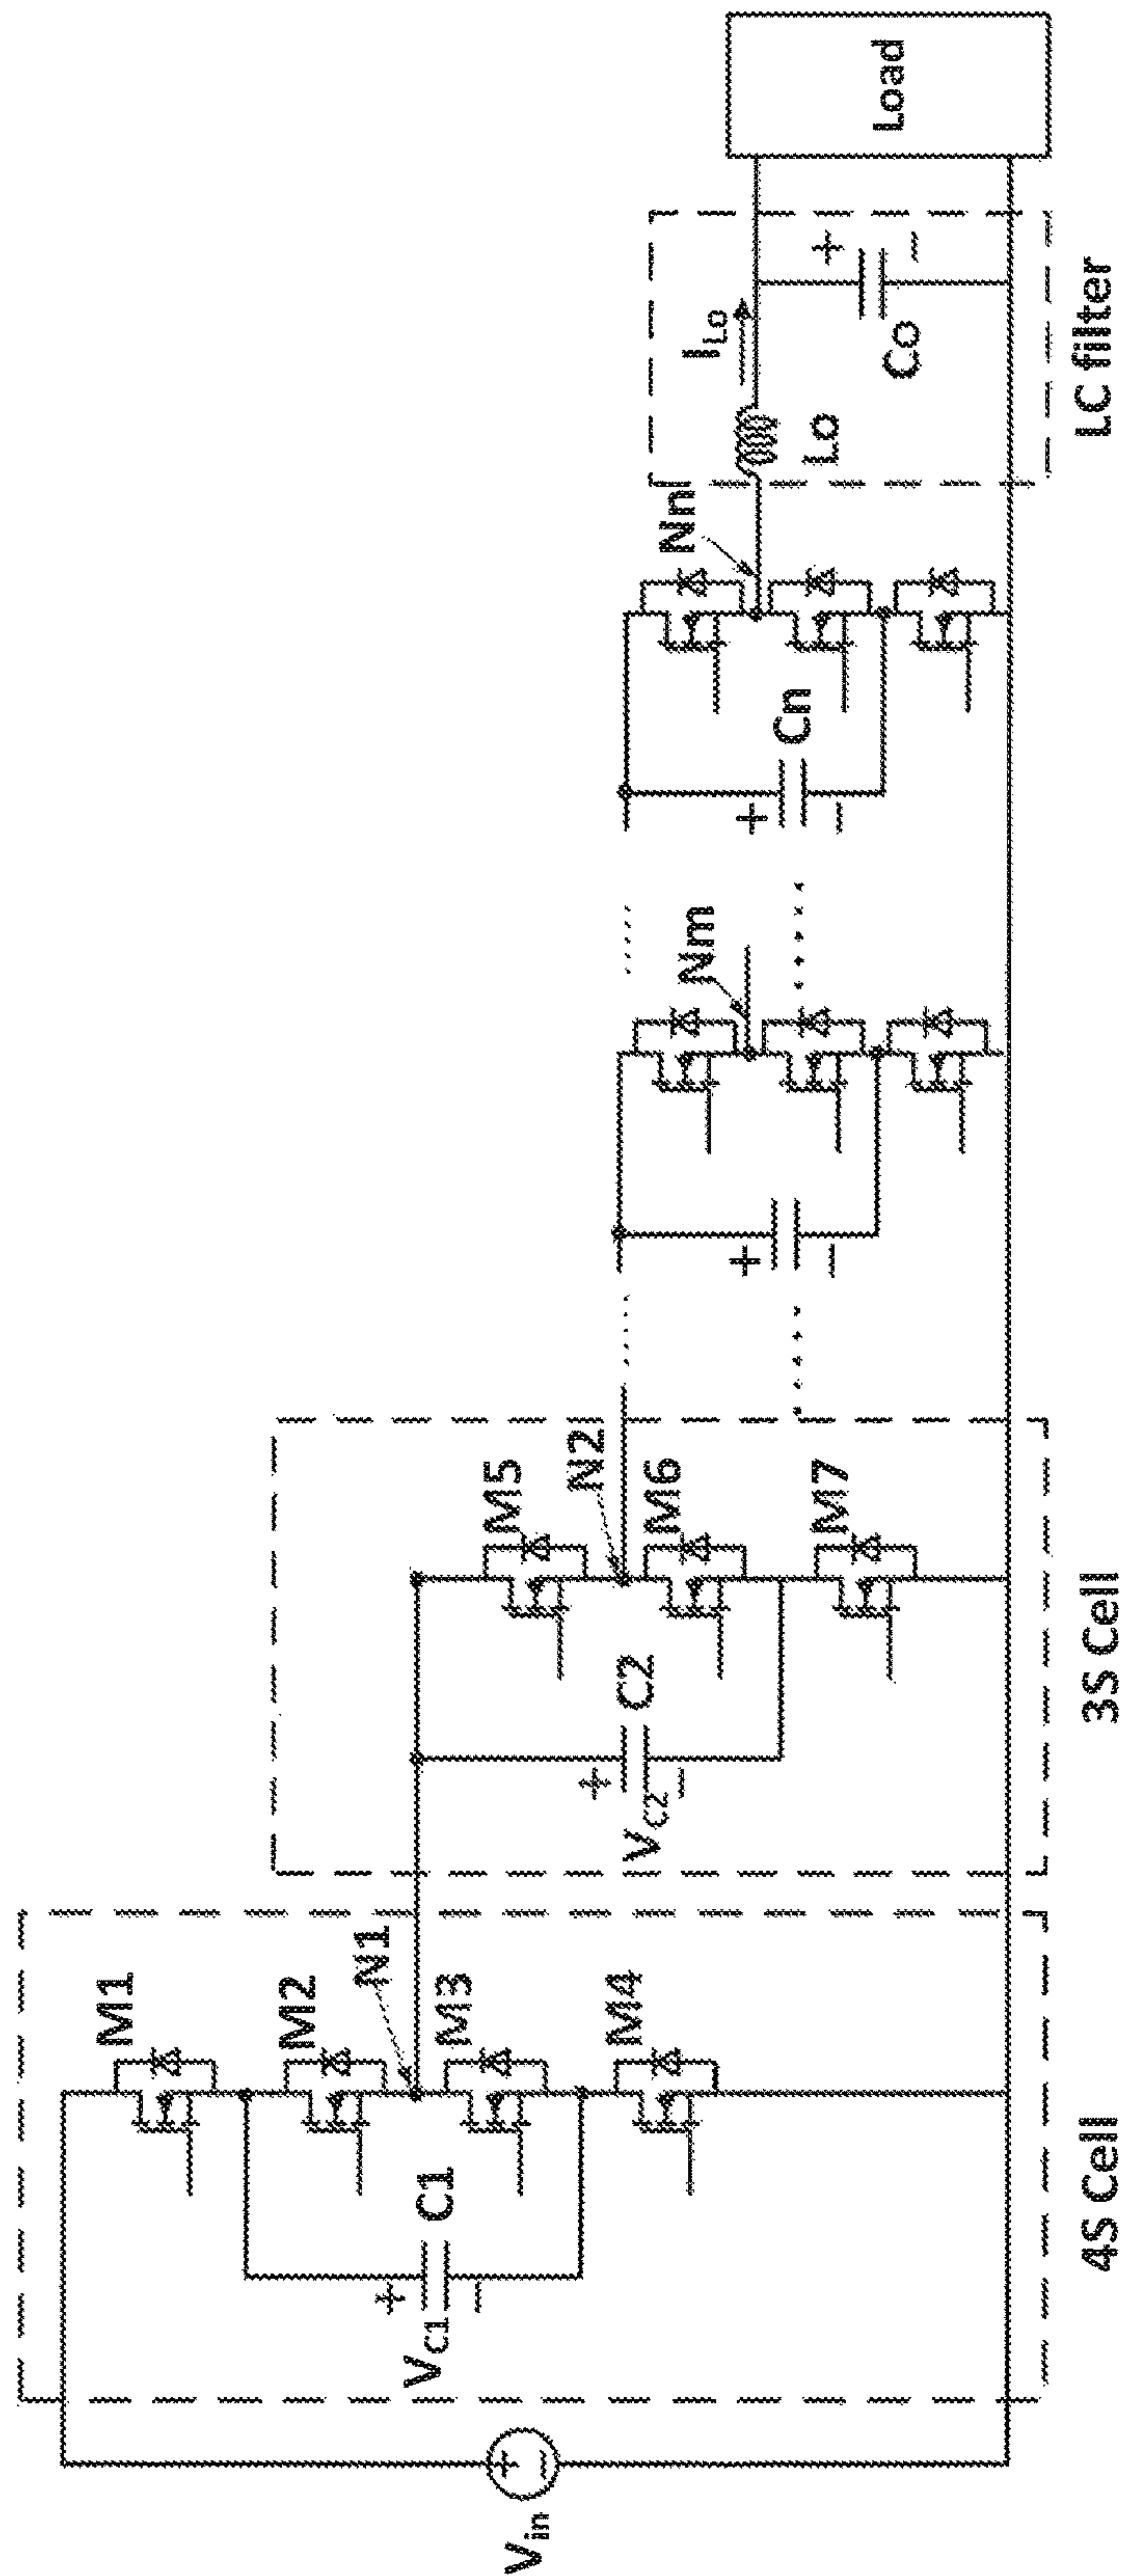 Vin
+
−
VC1
+
−
C1
M1
M2
N1
M3
M4
4S Cell
VC2
+
−
C2
M5
N2
M6
M7
3S Cell
+
−
Nm
+
−
Cn
Nn
Lo
ILo
+
−
Co
LC filter
Load